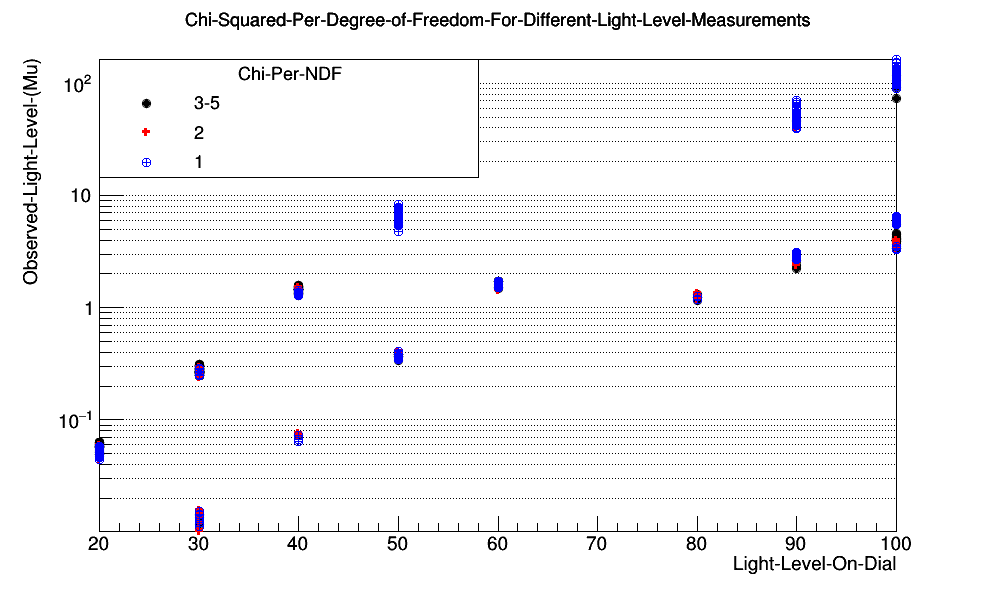 Chi-Squared-Per-Degree-of-Freedom-For-Different-Light-Level-Measurements
Observed-Light-Level-(Mu)
Chi-Per-NDF
3-5
2
1
10²
10
1
10⁻¹
20 30 40 50 60 70 80 90 100
Light-Level-On-Dial